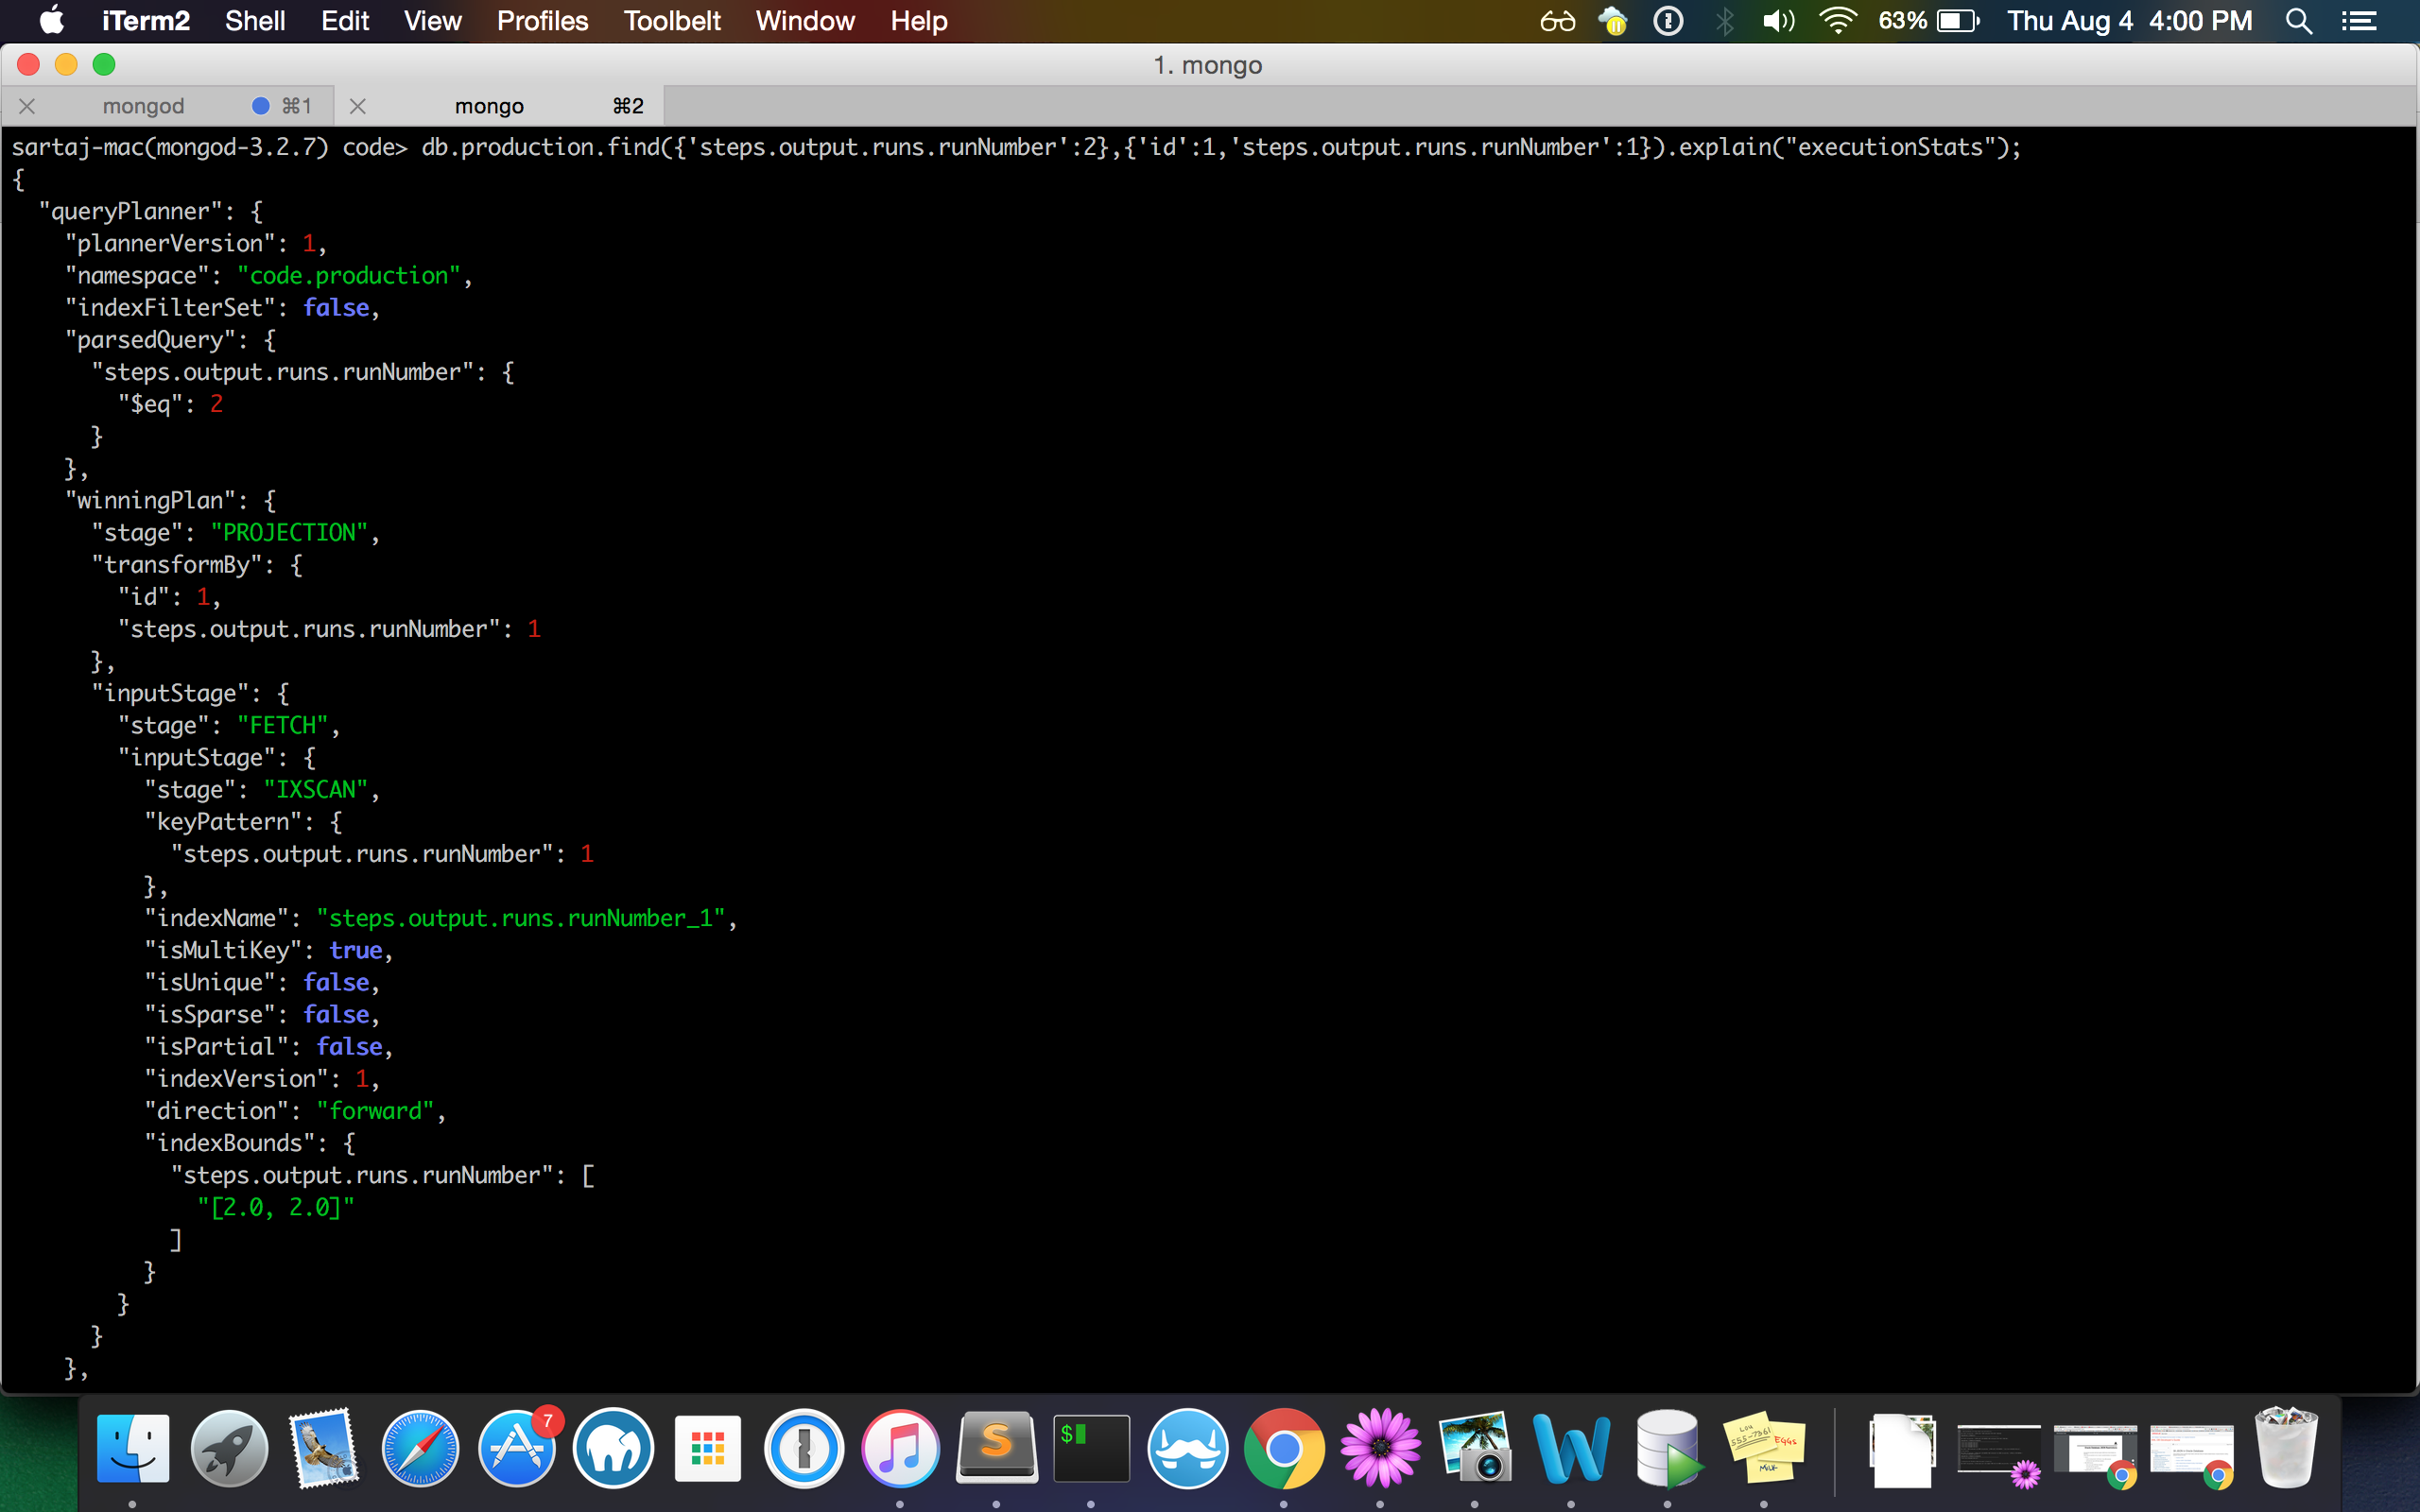 iTerm2 Shell Edit View Profiles Toolbelt Window Help 63% Thu Aug 4 4:00 PM
1. mongo
mongod ⌘1 mongo ⌘2
sartaj-mac(mongod-3.2.7) code> db.production.find({'steps.output.runs.runNumber':2},{'id':1,'steps.output.runs.runNumber':1}).explain("executionStats");
{
  "queryPlanner": {
    "plannerVersion": 1,
    "namespace": "code.production",
    "indexFilterSet": false,
    "parsedQuery": {
      "steps.output.runs.runNumber": {
        "$eq": 2
      }
    },
    "winningPlan": {
      "stage": "PROJECTION",
      "transformBy": {
        "id": 1,
        "steps.output.runs.runNumber": 1
      },
      "inputStage": {
        "stage": "FETCH",
        "inputStage": {
          "stage": "IXSCAN",
          "keyPattern": {
            "steps.output.runs.runNumber": 1
          },
          "indexName": "steps.output.runs.runNumber_1",
          "isMultiKey": true,
          "isUnique": false,
          "isSparse": false,
          "isPartial": false,
          "indexVersion": 1,
          "direction": "forward",
          "indexBounds": {
            "steps.output.runs.runNumber": [
              "[2.0, 2.0]"
            ]
          }
        }
      }
    },
7
S
$
555-7361
EGGS
MILK